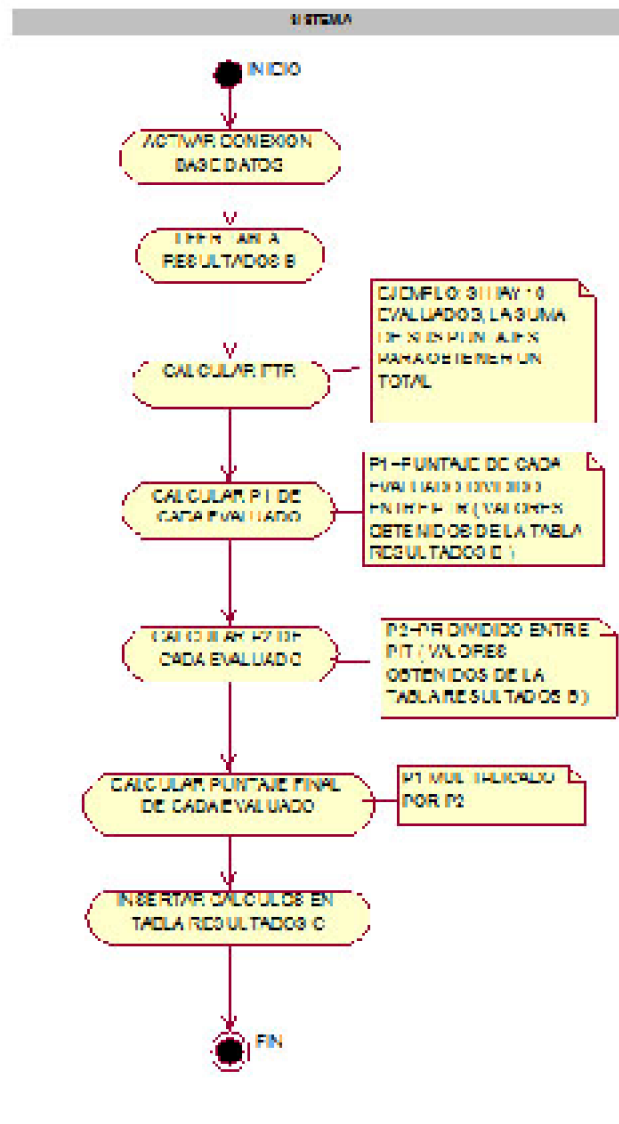 SISTEMA
INICIO
ACTIVAR CONEXION
BASE DATOS
LEER TABLA
RESULTADOS B
EJEMPLO: SI HAY 10
EVALUADOS, LA SUMA
DE SUS PUNTAJES
PARA OBTENER UN
TOTAL
CALCULAR PTR
P1=PUNTAJE DE CADA
EVALUADO DIVIDIDO
ENTRE PTR ( VALORES
OBTENIDOS DE LA TABLA
RESULTADOS B )
CALCULAR P1 DE
CADA EVALUADO
CALCULAR P2 DE
CADA EVALUADO
P2=PR DIVIDIDO ENTRE
PIT ( VALORES
OBTENIDOS DE LA
TABLA RESULTADOS B )
CALCULAR PUNTAJE FINAL
DE CADA EVALUADO
P1 MULTIPLICADO
POR P2
INSERTAR CALCULOS EN
TABLA RESULTADOS C
FIN